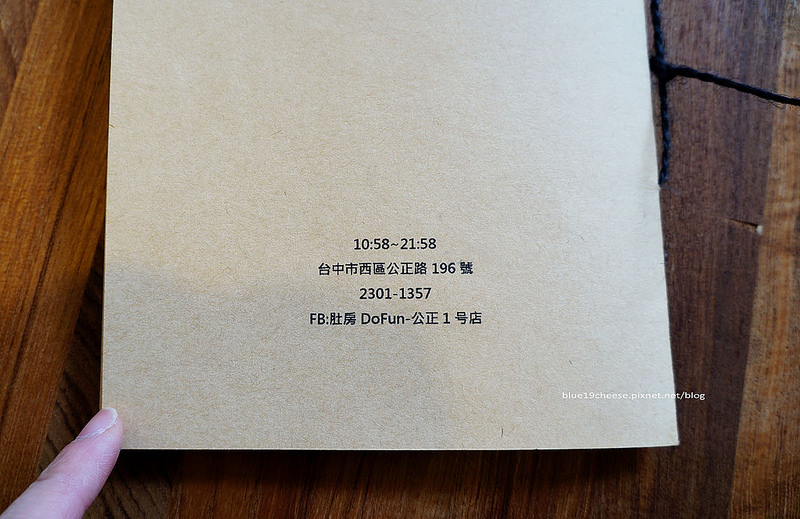 10:58~21:58
台中市西區公正路 196 號
2301-1357
FB:肚房 DoFun-公正 1 号店
blue19cheese.pixnet.net/blog